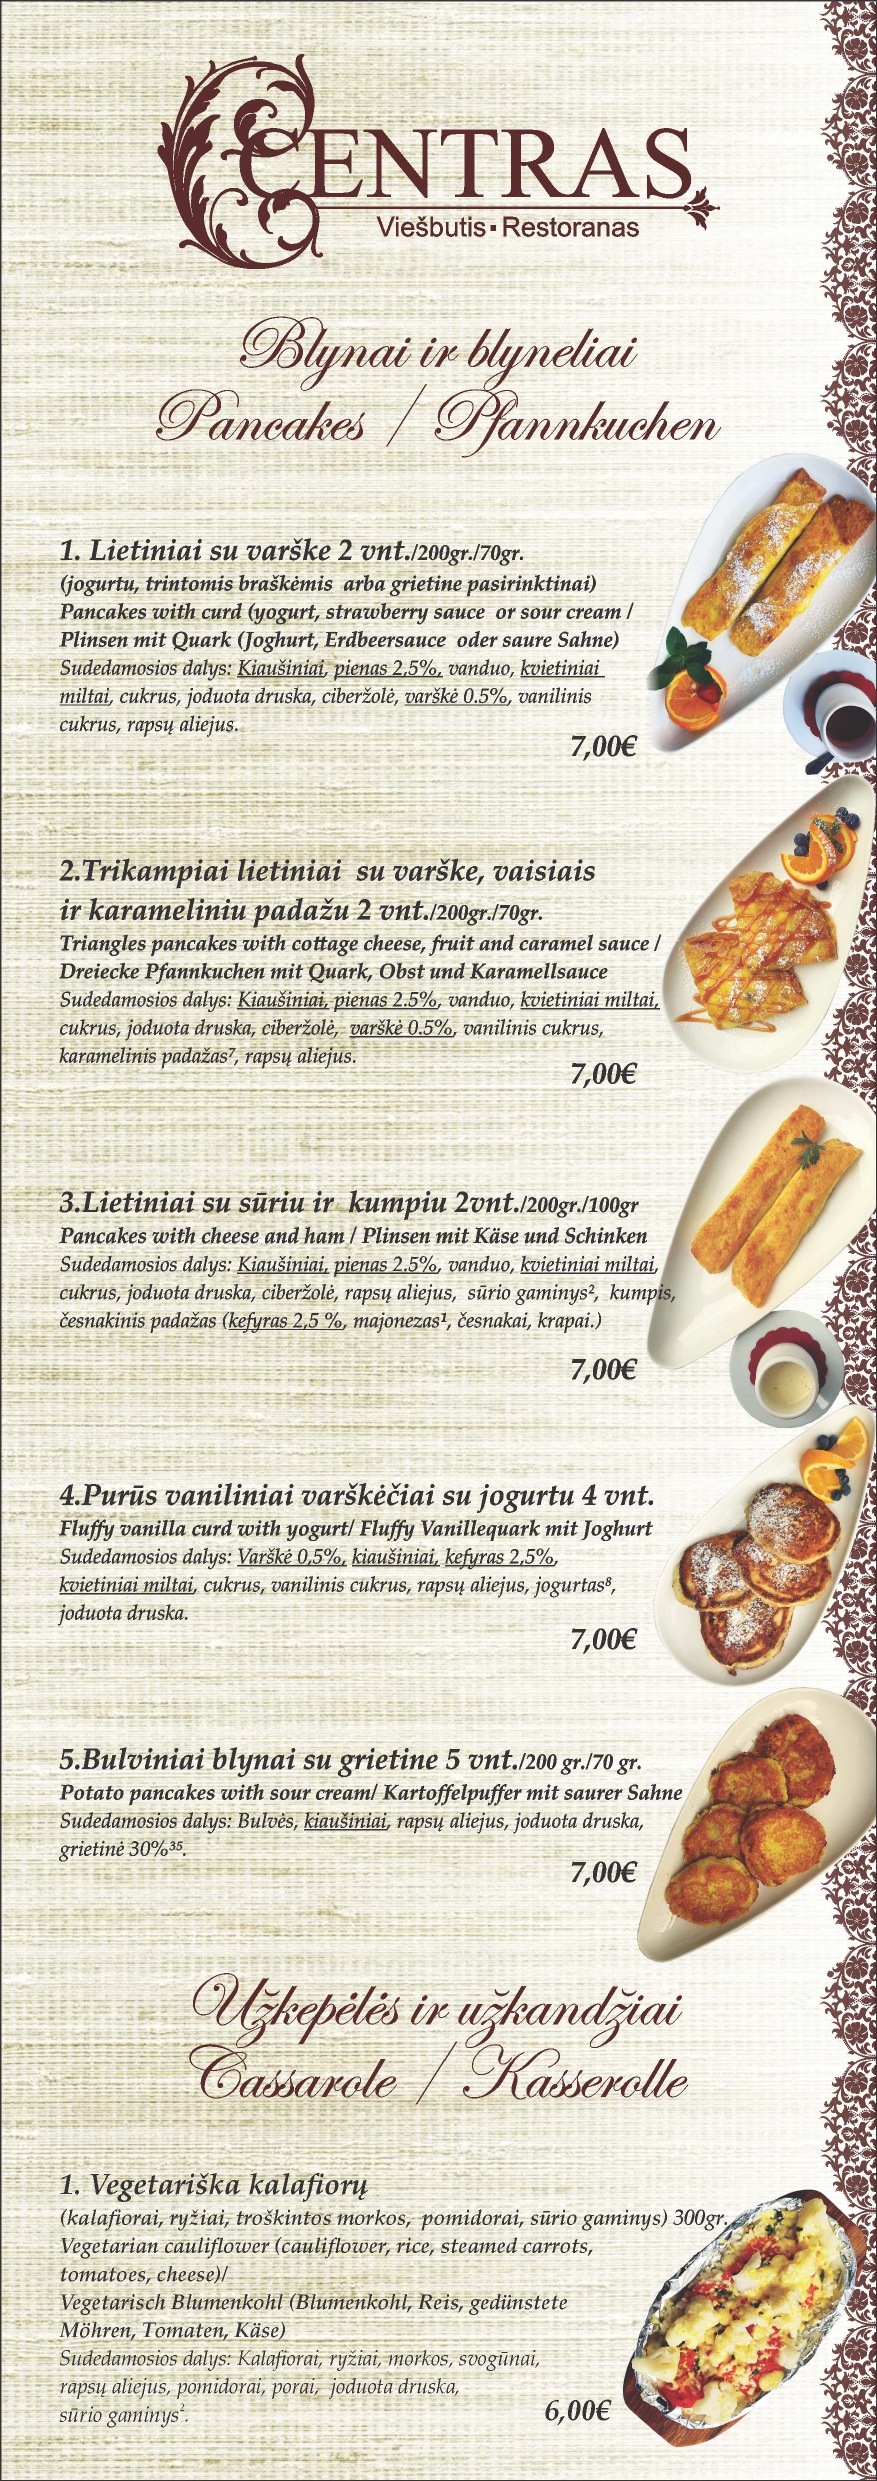 CENTRAS
Viešbutis ▪ Restoranas
Blynai ir blyneliai
Pancakes / Pfannkuchen
1. Lietiniai su varške 2 vnt./200gr./70gr.
(jogurtu, trintomis braškėmis arba grietine pasirinktinai)
Pancakes with curd (yogurt, strawberry sauce or sour cream /
Plinsen mit Quark (Joghurt, Erdbeersauce oder saure Sahne)
Sudedamosios dalys: Kiaušiniai, pienas 2,5%, vanduo, kvietiniai
miltai, cukrus, joduota druska, ciberžolė, varškė 0.5%, vanilinis
cukrus, rapsų aliejus.
7,00€
2.Trikampiai lietiniai su varške, vaisiais
ir karameliniu padažu 2 vnt./200gr./70gr.
Triangles pancakes with cottage cheese, fruit and caramel sauce /
Dreiecke Pfannkuchen mit Quark, Obst und Karamellsauce
Sudedamosios dalys: Kiaušiniai, pienas 2.5%, vanduo, kvietiniai miltai,
cukrus, joduota druska, ciberžolė, varškė 0.5%, vanilinis cukrus,
karamelinis padažas⁷, rapsų aliejus.
7,00€
3.Lietiniai su sūriu ir kumpiu 2vnt./200gr./100gr
Pancakes with cheese and ham / Plinsen mit Käse und Schinken
Sudedamosios dalys: Kiaušiniai, pienas 2.5%, vanduo, kvietiniai miltai,
cukrus, joduota druska, ciberžolė, rapsų aliejus, sūrio gaminys², kumpis,
česnakinis padažas (kefyras 2,5 %, majonezas¹, česnakai, krapai.)
7,00€
4.Purūs vaniliniai varškėčiai su jogurtu 4 vnt.
Fluffy vanilla curd with yogurt/ Fluffy Vanillequark mit Joghurt
Sudedamosios dalys: Varškė 0,5%, kiaušiniai, kefyras 2,5%,
kvietiniai miltai, cukrus, vanilinis cukrus, rapsų aliejus, jogurtas⁸,
joduota druska.
7,00€
5.Bulviniai blynai su grietine 5 vnt./200 gr./70 gr.
Potato pancakes with sour cream/ Kartoffelpuffer mit saurer Sahne
Sudedamosios dalys: Bulvės, kiaušiniai, rapsų aliejus, joduota druska,
grietinė 30%³⁵.
7,00€
Užkepėlės ir užkandžiai
Cassarole / Kasserolle
1. Vegetariška kalafiorų
(kalafiorai, ryžiai, troškintos morkos, pomidorai, sūrio gaminys) 300gr.
Vegetarian cauliflower (cauliflower, rice, steamed carrots,
tomatoes, cheese)/
Vegetarisch Blumenkohl (Blumenkohl, Reis, gedünstete
Möhren, Tomaten, Käse)
Sudedamosios dalys: Kalafiorai, ryžiai, morkos, svogūnai,
rapsų aliejus, pomidorai, porai, joduota druska,
sūrio gaminys².
6,00€